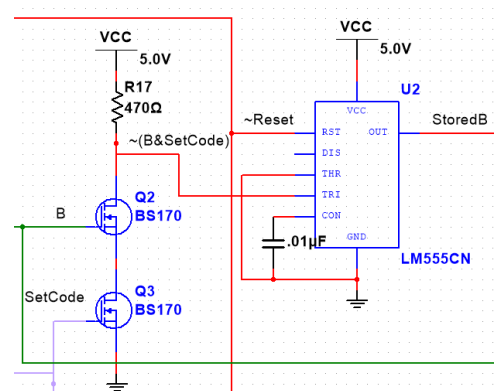 VCC
5.0V
R17
470Ω
~(B&SetCode)
B
Q2
BS170
SetCode
Q3
BS170
VCC
5.0V
U2
~Reset
VCC
RST
OUT
StoredB
DIS
THR
TRI
CON
.01µF
GND
LM555CN